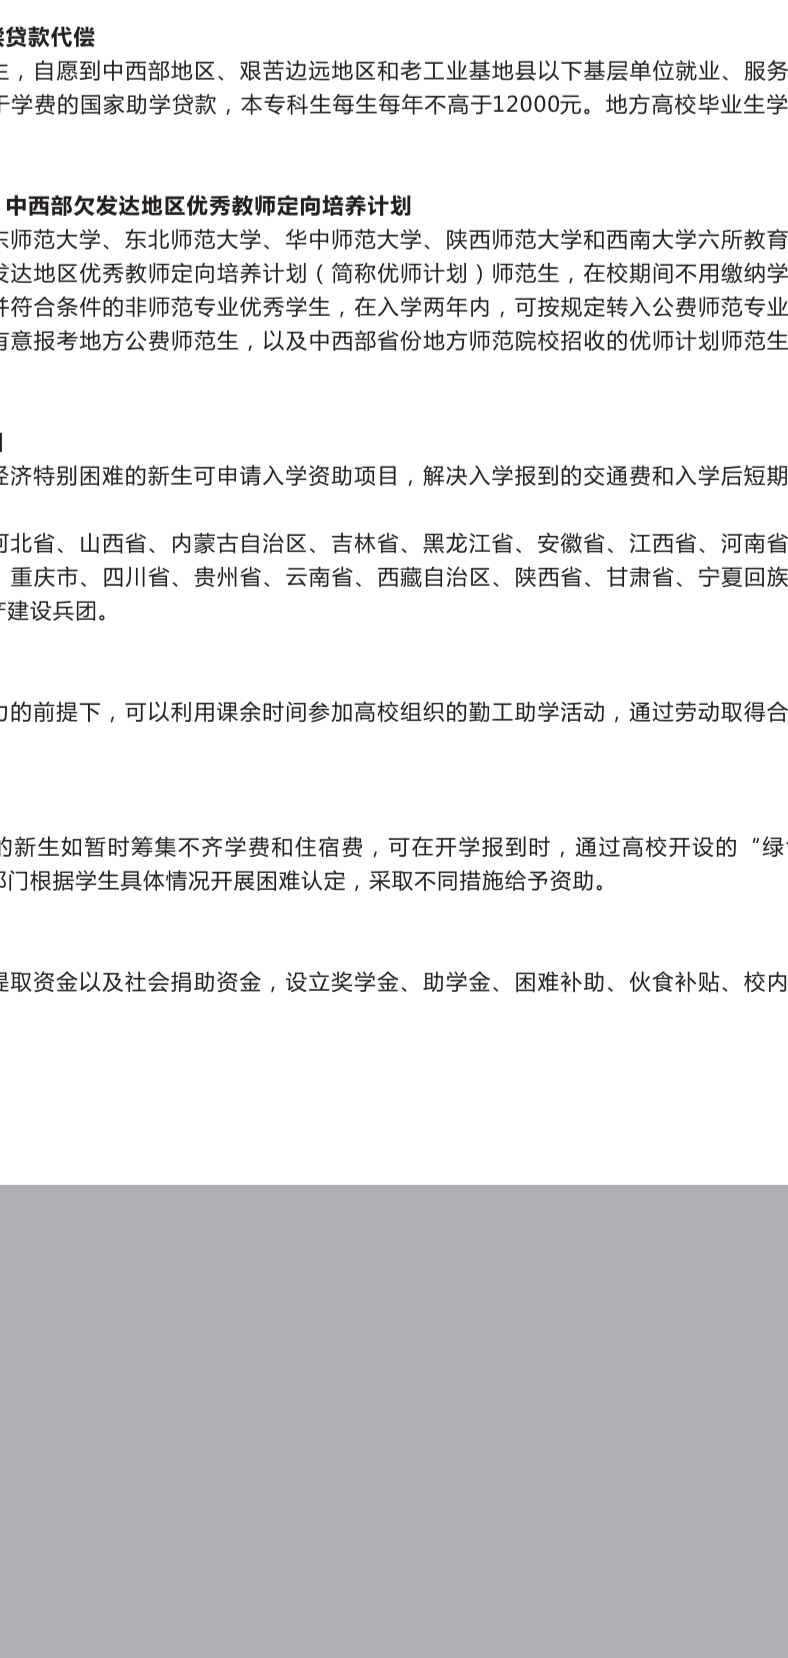 贷款代偿
生，自愿到中西部地区、艰苦边远地区和老工业基地县以下基层单位就业、服务
于学费的国家助学贷款，本专科生每生每年不高于12000元。地方高校毕业生学
中西部欠发达地区优秀教师定向培养计划
东师范大学、东北师范大学、华中师范大学、陕西师范大学和西南大学六所教育
发达地区优秀教师定向培养计划（简称优师计划）师范生，在校期间不用缴纳学
并符合条件的非师范专业优秀学生，在入学两年内，可按规定转入公费师范专业
有意报考地方公费师范生，以及中西部省份地方师范院校招收的优师计划师范生
经济特别困难的新生可申请入学资助项目，解决入学报到的交通费和入学后短期
河北省、山西省、内蒙古自治区、吉林省、黑龙江省、安徽省、江西省、河南省
重庆市、四川省、贵州省、云南省、西藏自治区、陕西省、甘肃省、宁夏回族
产建设兵团。
力的前提下，可以利用课余时间参加高校组织的勤工助学活动，通过劳动取得合
的新生如暂时筹集不齐学费和住宿费，可在开学报到时，通过高校开设的“绿
部门根据学生具体情况开展困难认定，采取不同措施给予资助。
提取资金以及社会捐助资金，设立奖学金、助学金、困难补助、伙食补贴、校内